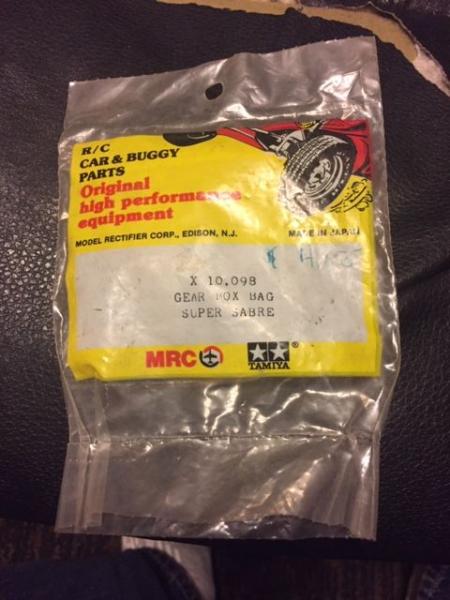 R/C
CAR & BUGGY
PARTS
Original
high performance
equipment
MODEL RECTIFIER CORP., EDISON, N.J.
MADE IN JAPAN
X 10,098
GEAR BOX BAG
SUPER SABRE
MRC
TAMIYA ®